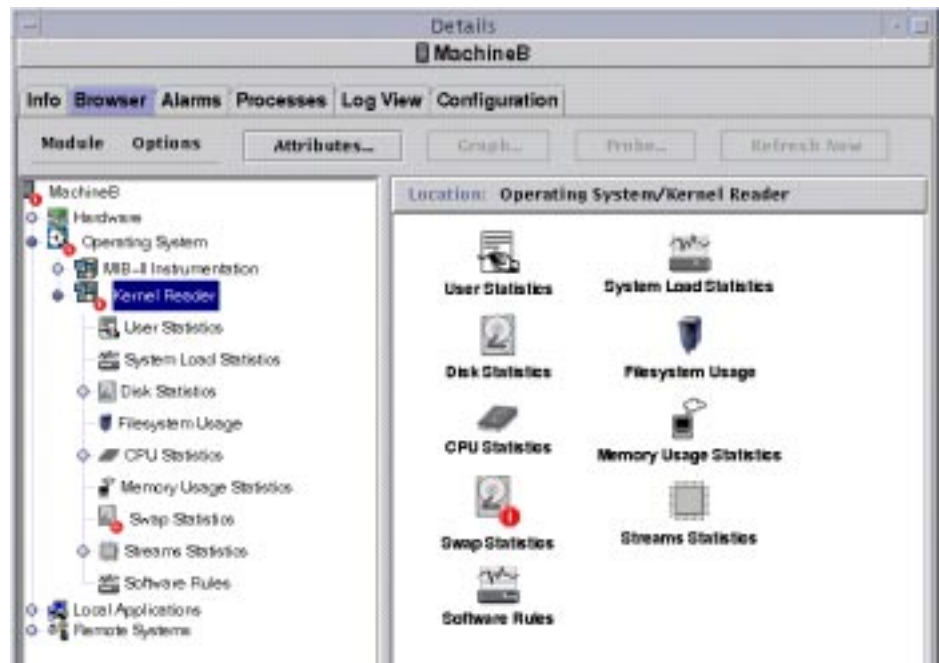 Details
MachineB
Info Browser Alarms Processes Log View Configuration
Module Options Attributes... Graph... Probe... Refresh Now
MachineB
Hardware
Operating System
MIB-II Instrumentation
Kernel Reader
User Statistics
System Load Statistics
Disk Statistics
Filesystem Usage
CPU Statistics
Memory Usage Statistics
Swap Statistics
Streams Statistics
Software Rules
Local Applications
Remote Systems
Location: Operating System/Kernel Reader
User Statistics System Load Statistics
Disk Statistics Filesystem Usage
CPU Statistics Memory Usage Statistics
Swap Statistics Streams Statistics
Software Rules